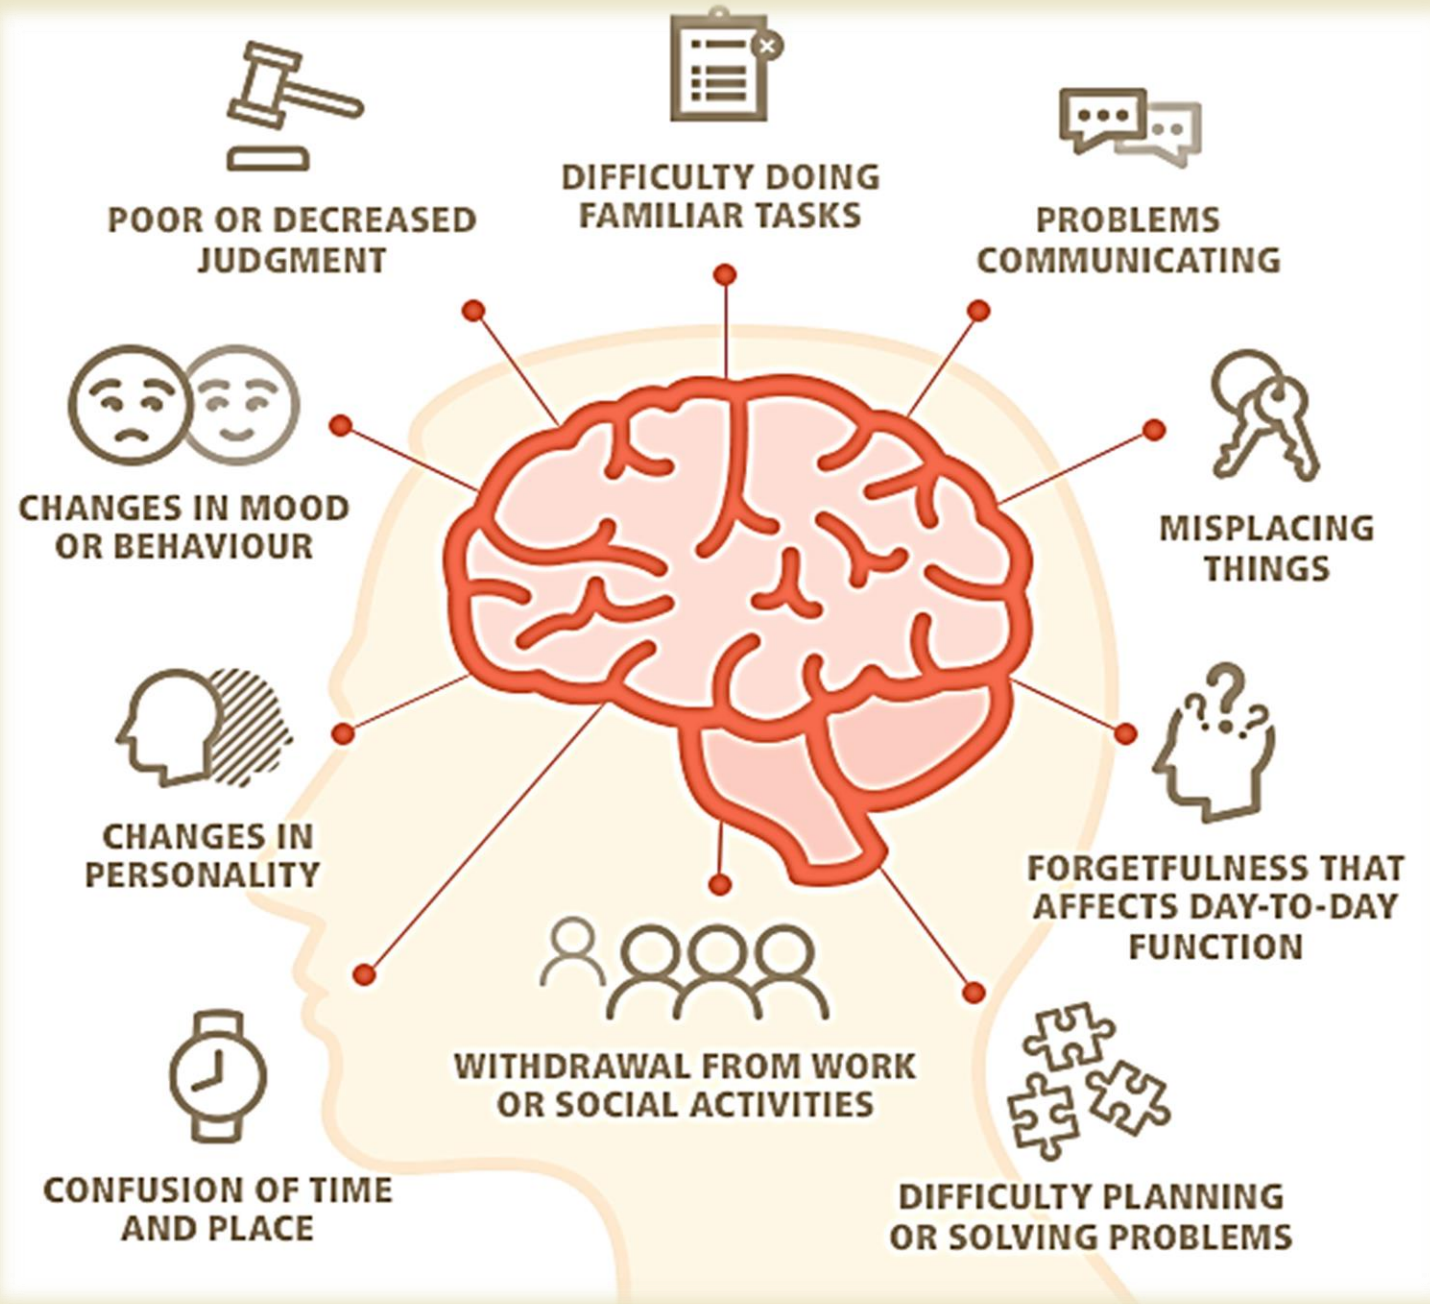 POOR OR DECREASED
JUDGMENT
DIFFICULTY DOING
FAMILIAR TASKS
PROBLEMS
COMMUNICATING
CHANGES IN MOOD
OR BEHAVIOUR
MISPLACING
THINGS
CHANGES IN
PERSONALITY
FORGETFULNESS THAT
AFFECTS DAY-TO-DAY
FUNCTION
WITHDRAWAL FROM WORK
OR SOCIAL ACTIVITIES
CONFUSION OF TIME
AND PLACE
DIFFICULTY PLANNING
OR SOLVING PROBLEMS